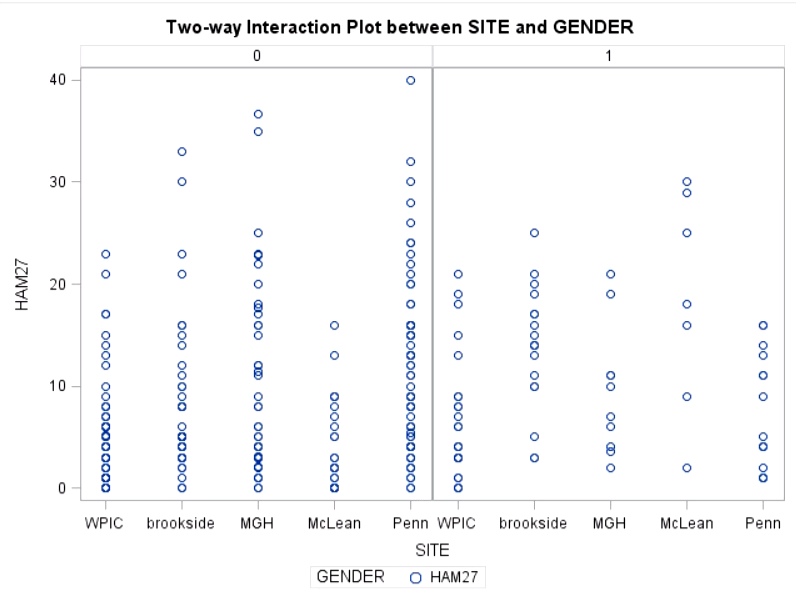 Two-way Interaction Plot between SITE and GENDER
0 1
40
30
20
10
0
HAM27
WPIC brookside MGH McLean Penn WPIC brookside MGH McLean Penn
SITE
GENDER HAM27